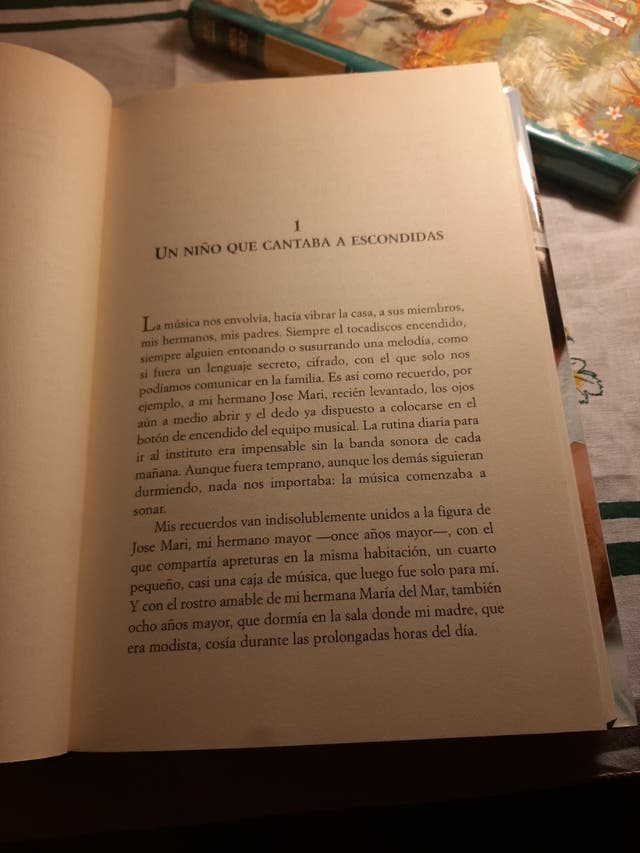 1
UN NIÑO QUE CANTABA A ESCONDIDAS
La música nos envolvía, hacía vibrar la casa, a sus miembros,
mis hermanos, mis padres. Siempre el tocadiscos encendido,
siempre alguien entonando o susurrando una melodía, como
si fuera un lenguaje secreto, cifrado, con el que solo nos
podíamos comunicar en la familia. Es así como recuerdo, por
ejemplo, a mi hermano Jose Mari, recién levantado, los ojos
aún a medio abrir y el dedo ya dispuesto a colocarse en el
botón de encendido del equipo musical. La rutina diaria para
ir al instituto era impensable sin la banda sonora de cada
mañana. Aunque fuera temprano, aunque los demás siguieran
durmiendo, nada nos importaba: la música comenzaba a
sonar.
Mis recuerdos van indisolublemente unidos a la figura de
Jose Mari, mi hermano mayor —once años mayor—, con el
que compartía apreturas en la misma habitación, un cuarto
pequeño, casi una caja de música, que luego fue solo para mí.
Y con el rostro amable de mi hermana María del Mar, también
ocho años mayor, que dormía en la sala donde mi madre, que
era modista, cosía durante las prolongadas horas del día.